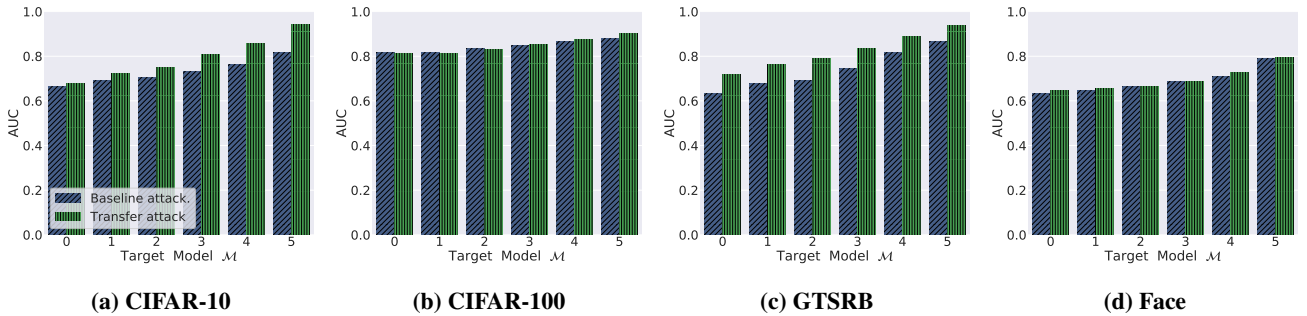 1.0
0.8
0.6
0.4
0.2
0.0
AUC
Baseline attack.
Transfer attack
0 1 2 3 4 5
Target Model ℳ
(a) CIFAR-10
1.0
0.8
0.6
0.4
0.2
0.0
AUC
0 1 2 3 4 5
Target Model ℳ
(b) CIFAR-100
1.0
0.8
0.6
0.4
0.2
0.0
AUC
0 1 2 3 4 5
Target Model ℳ
(c) GTSRB
1.0
0.8
0.6
0.4
0.2
0.0
AUC
0 1 2 3 4 5
Target Model ℳ
(d) Face